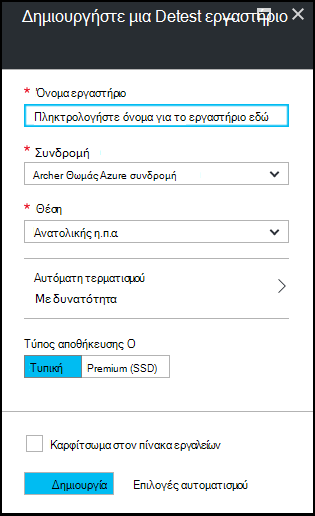 Δημιουργήστε μια Detest εργαστήριο
* Όνομα εργαστήριο
Πληκτρολογήστε όνομα για το εργαστήριο εδώ
* Συνδρομή
Archer Θωμάς Azure συνδρομή
* Θέση
Ανατολικής η.π.α.
Αυτόματη τερματισμού
Με δυνατότητα
Τύπος αποθήκευσης Ο
Τυπική Premium (SSD)
Καρφίτσωμα στον πίνακα εργαλείων
Δημιουργία Επιλογές αυτοματισμού